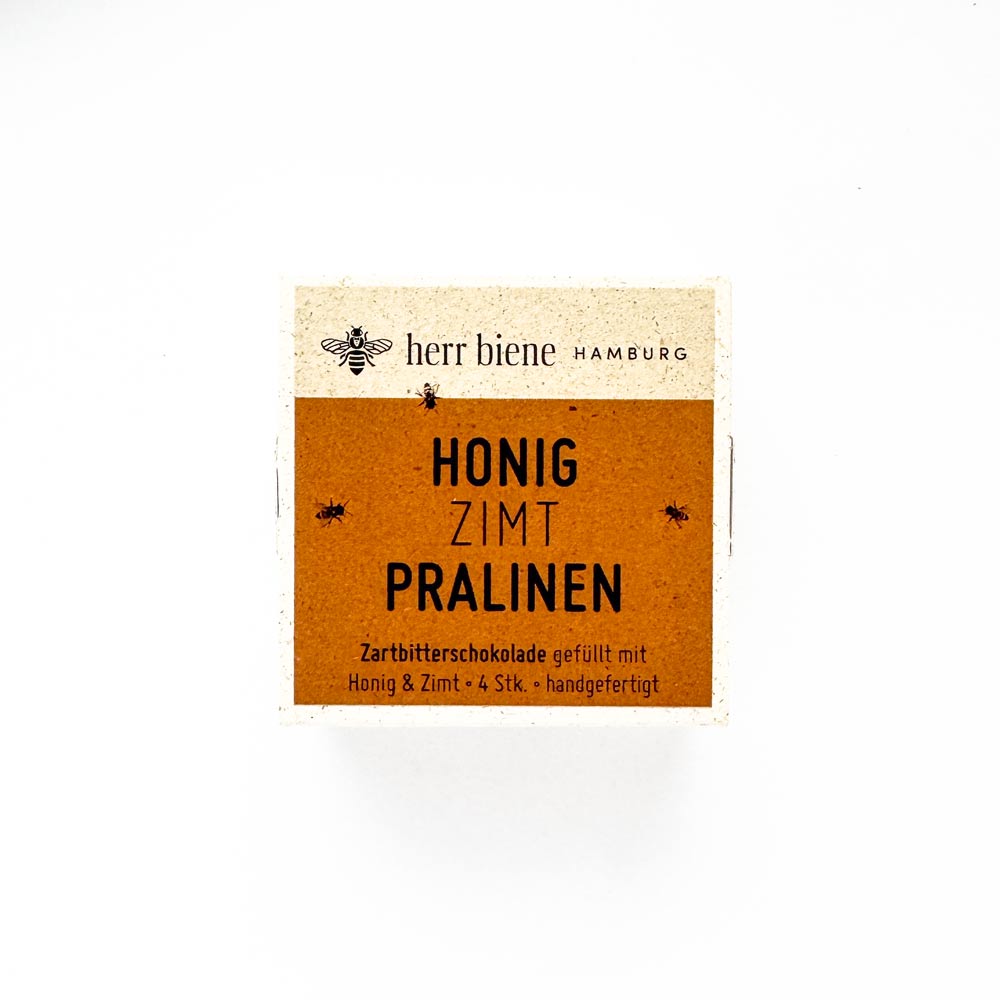 herr biene HAMBURG
HONIG
ZIMT
PRALINEN
Zartbitterschokolade gefüllt mit
Honig & Zimt ∘ 4 Stk. ∘ handgefertigt